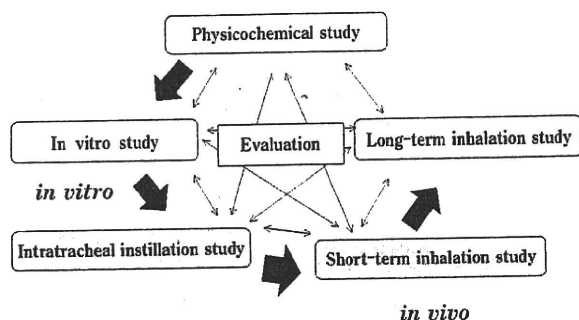 Physicochemical study
In vitro study
Evaluation
Long-term inhalation study
in vitro
Intratracheal instillation study
Short-term inhalation study
in vivo